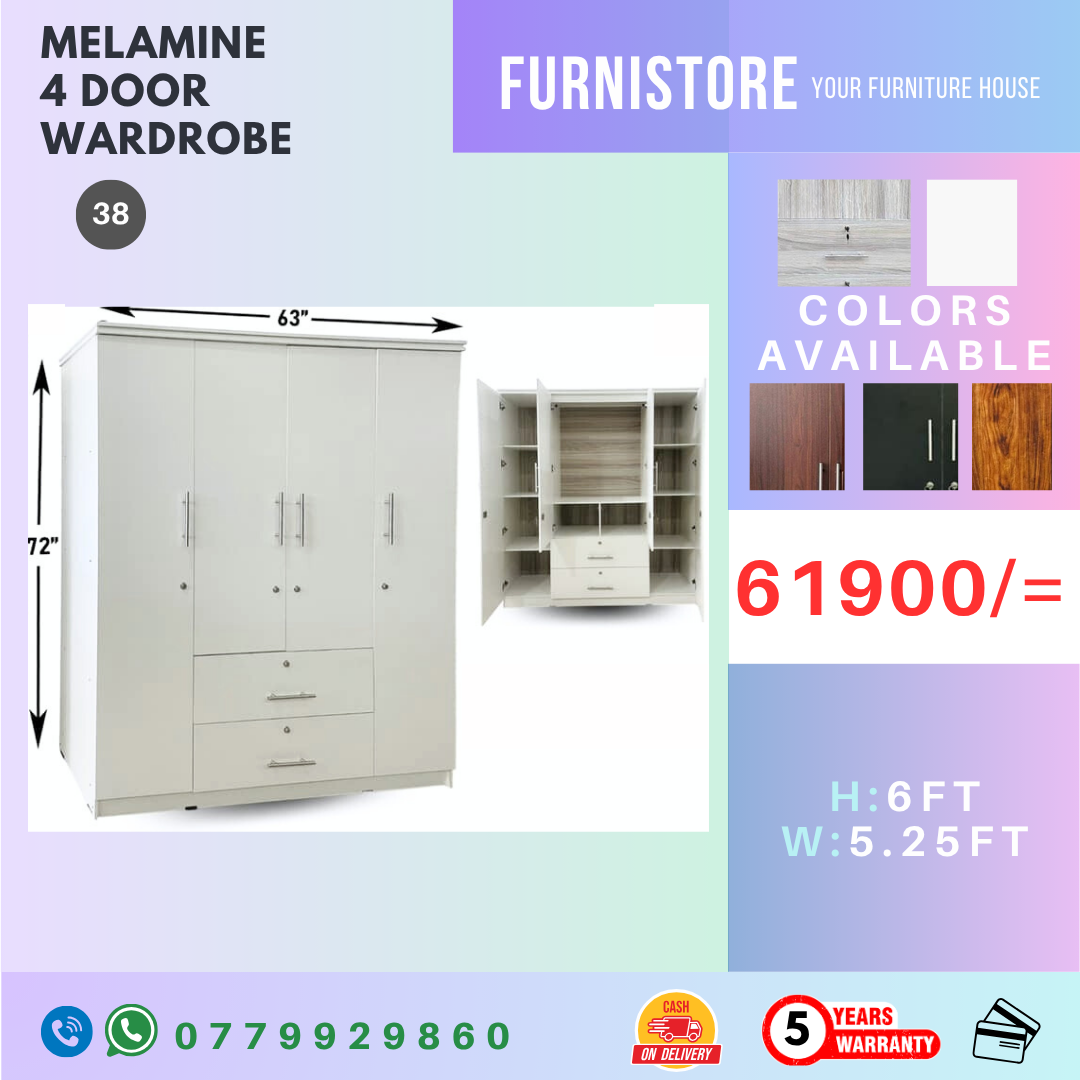 MELAMINE
4 DOOR
WARDROBE
FURNISTORE YOUR FURNITURE HOUSE
38
COLORS
AVAILABLE
63”
72”
61900/=
H:6FT
W:5.25FT
0779929860
CASH
ON DELIVERY
5 YEARS
WARRANTY